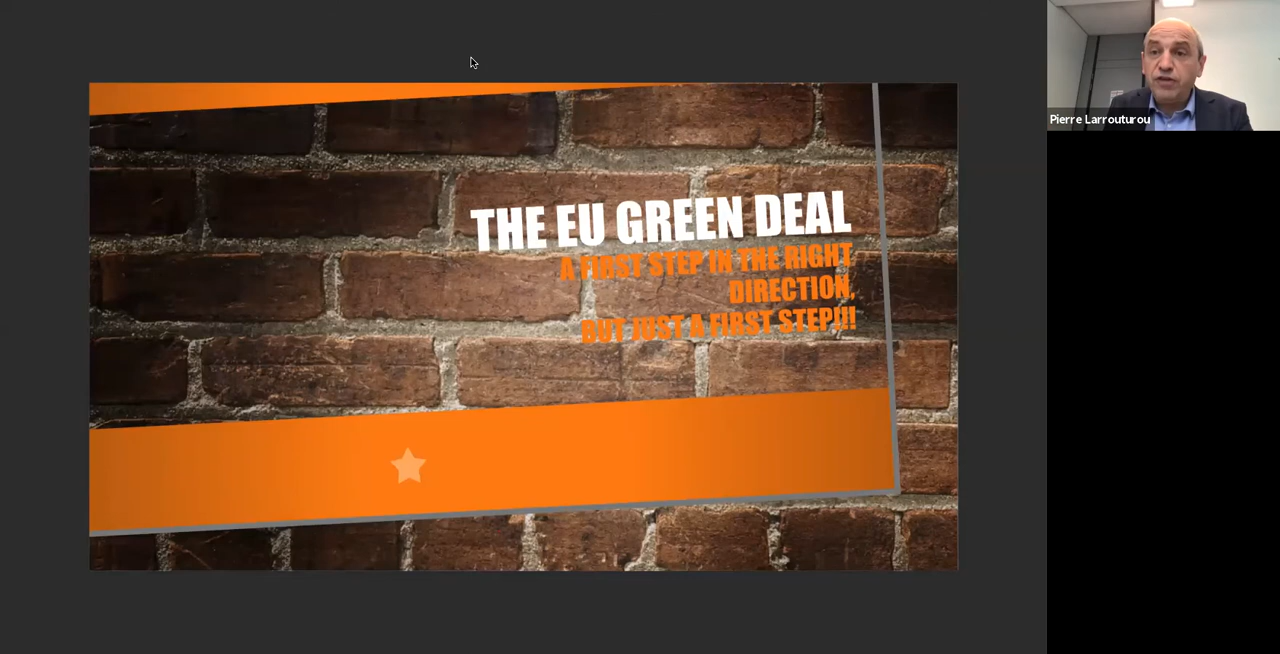 THE EU GREEN DEAL
A FIRST STEP IN THE RIGHT
DIRECTION,
BUT JUST A FIRST STEP!!!
Pierre Larrouturou